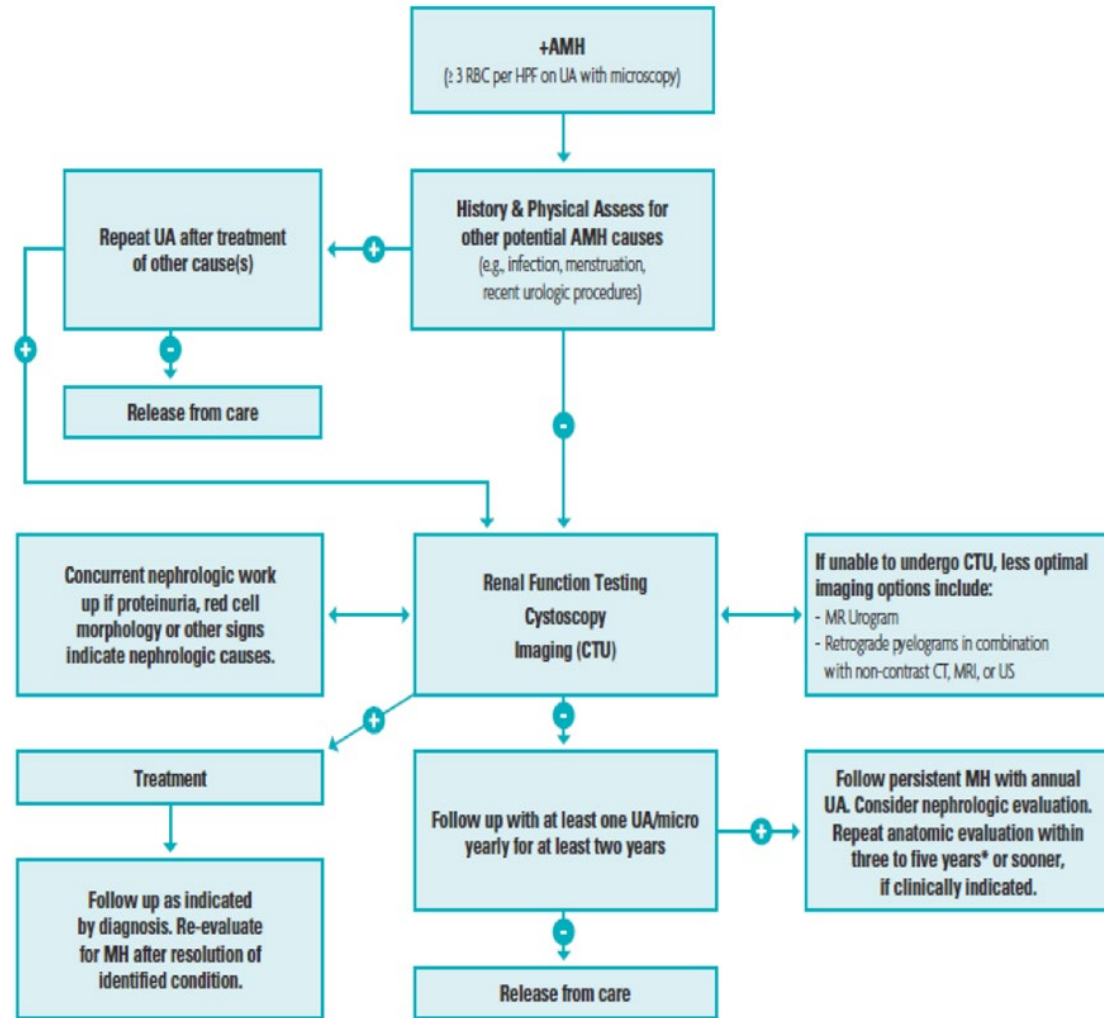 +AMH
(≥ 3 RBC per HPF on UA with microscopy)
History & Physical Assess for
other potential AMH causes
(e.g., infection, menstruation,
recent urologic procedures)
+
Repeat UA after treatment
of other cause(s)
+
-
Release from care
-
Concurrent nephrologic work
up if proteinuria, red cell
morphology or other signs
indicate nephrologic causes.
Renal Function Testing
Cystoscopy
Imaging (CTU)
If unable to undergo CTU, less optimal
imaging options include:
- MR Urogram
- Retrograde pyelograms in combination
with non-contrast CT, MRI, or US
+
-
Treatment
Follow up as indicated
by diagnosis. Re-evaluate
for MH after resolution of
identified condition.
Follow up with at least one UA/micro
yearly for at least two years
+
Follow persistent MH with annual
UA. Consider nephrologic evaluation.
Repeat anatomic evaluation within
three to five years* or sooner,
if clinically indicated.
-
Release from care